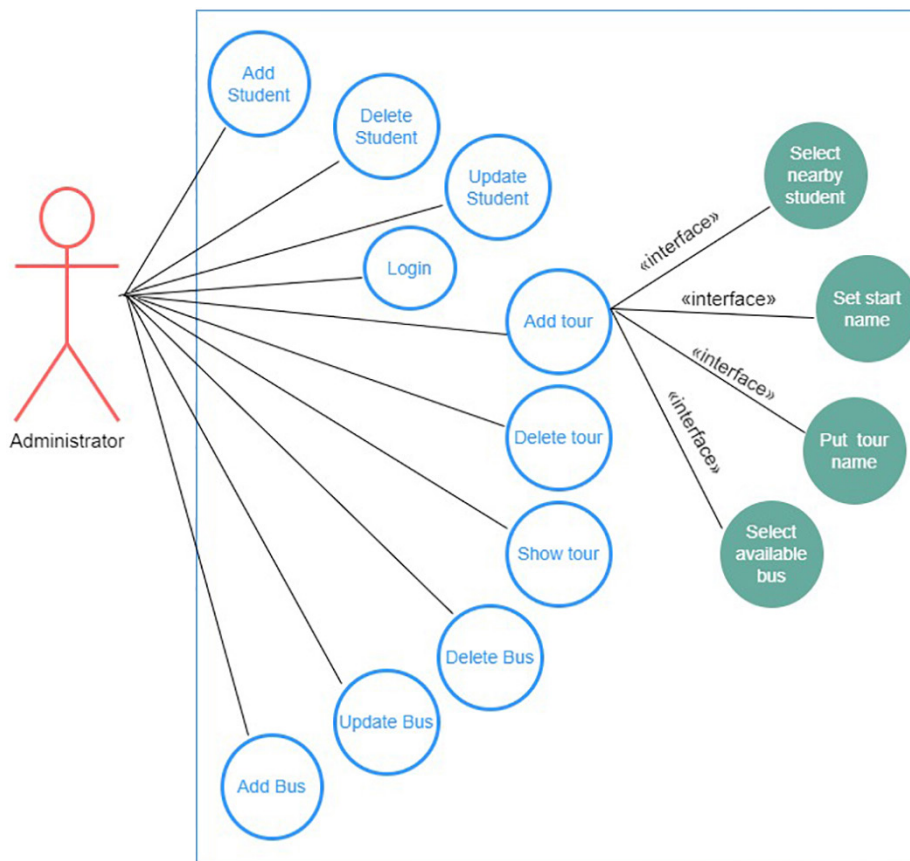 Add
Student
Delete
Student
Update
Student
Login
Add tour
Delete tour
Show tour
Delete Bus
Update Bus
Add Bus
Administrator
«interface»
«interface»
«interface»
«interface»
Select
nearby
student
Set start
name
Put tour
name
Select
available
bus